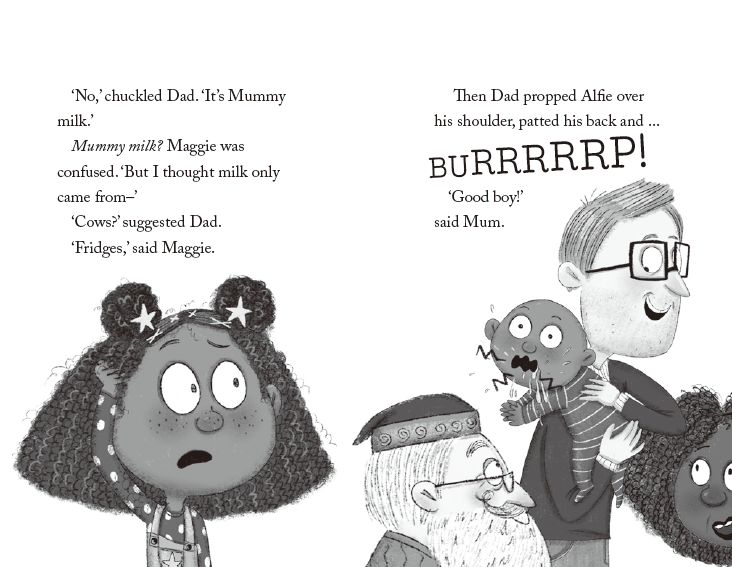 ‘No,’ chuckled Dad. ‘It’s Mummy
milk.’
Mummy milk? Maggie was
confused. ‘But I thought milk only
came from–’
‘Cows?’ suggested Dad.
‘Fridges,’ said Maggie.
Then Dad propped Alfie over
his shoulder, patted his back and ...
BURRRRRRP!
‘Good boy!’
said Mum.